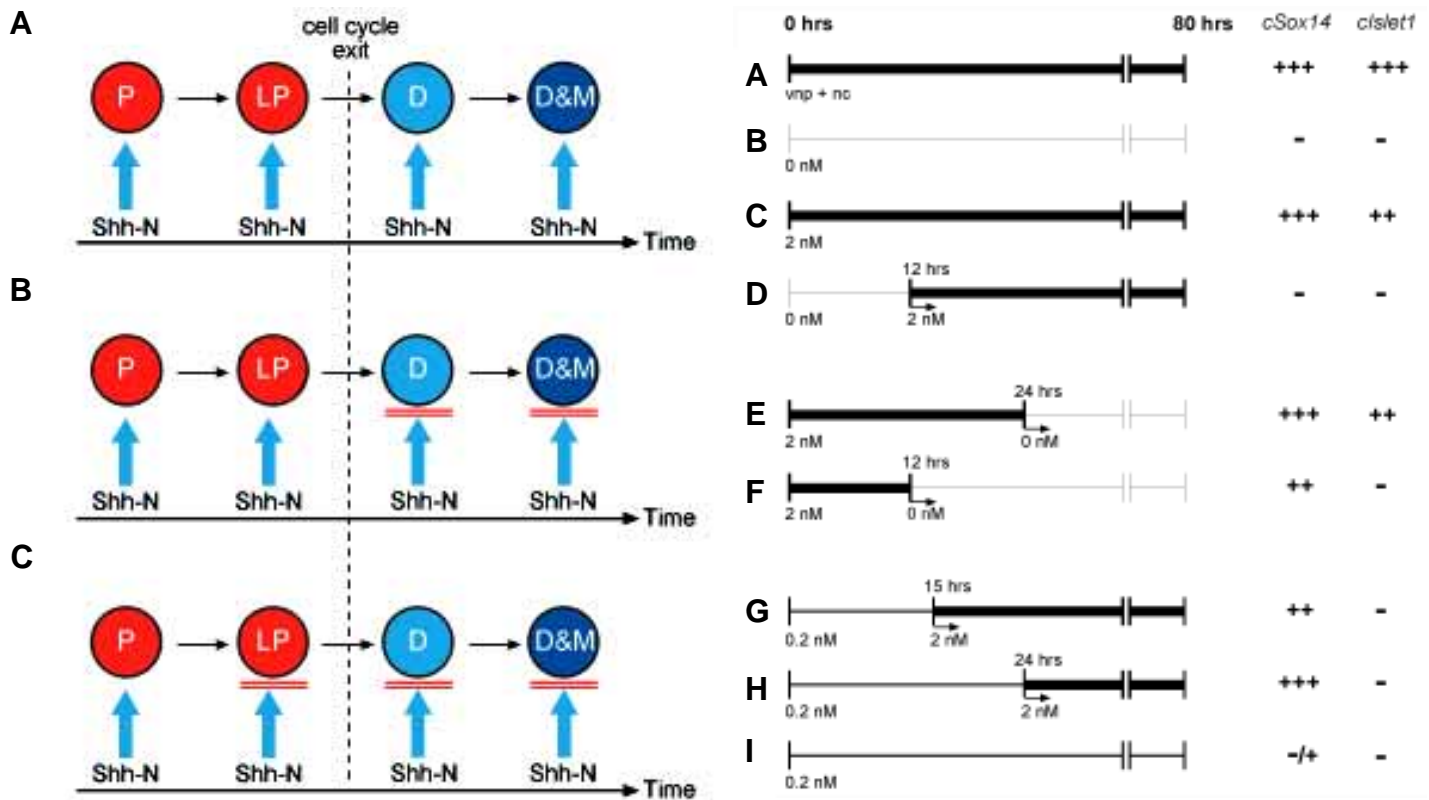 A
cell cycle
exit
P LP D D&M
Shh-N Shh-N Shh-N Shh-N
Time
B
P LP D D&M
Shh-N Shh-N Shh-N Shh-N
Time
C
P LP D D&M
Shh-N Shh-N Shh-N Shh-N
Time
0 hrs 80 hrs cSox14 cIslet1
A +++ +++
vnp + nc
B - -
0 nM
C +++ ++
2 nM
12 hrs
D - -
0 nM 2 nM
24 hrs
E +++ ++
2 nM 0 nM
12 hrs
F ++ -
2 nM 0 nM
15 hrs
G ++ -
0.2 nM 2 nM
24 hrs
H +++ -
0.2 nM 2 nM
I -/+ -
0.2 nM